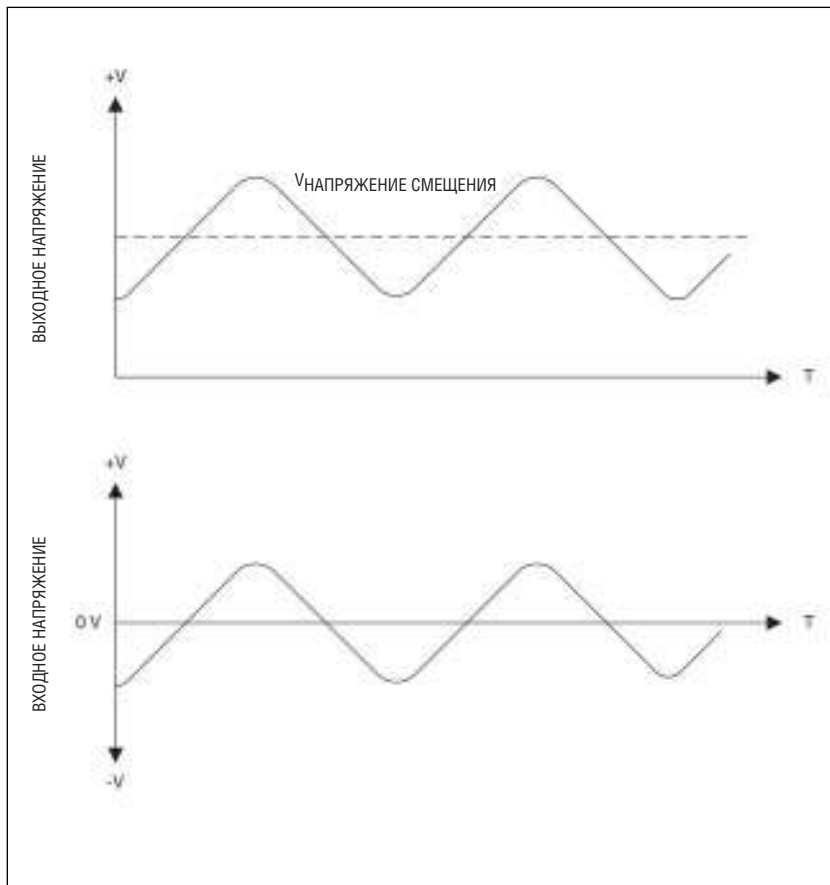 +V
ВЫХОДНОЕ НАПРЯЖЕНИЕ
VНАПРЯЖЕНИЕ СМЕЩЕНИЯ
T
+V
ВХОДНОЕ НАПРЯЖЕНИЕ
0 V
T
-V